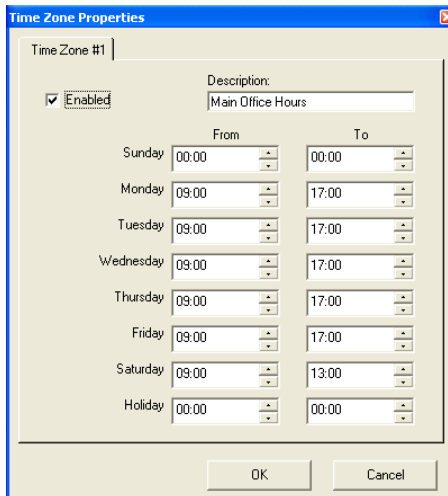 Time Zone Properties
Time Zone #1
Description:
Enabled
Main Office Hours
From To
Sunday 00:00 00:00
Monday 09:00 17:00
Tuesday 09:00 17:00
Wednesday 09:00 17:00
Thursday 09:00 17:00
Friday 09:00 17:00
Saturday 09:00 13:00
Holiday 00:00 00:00
OK Cancel